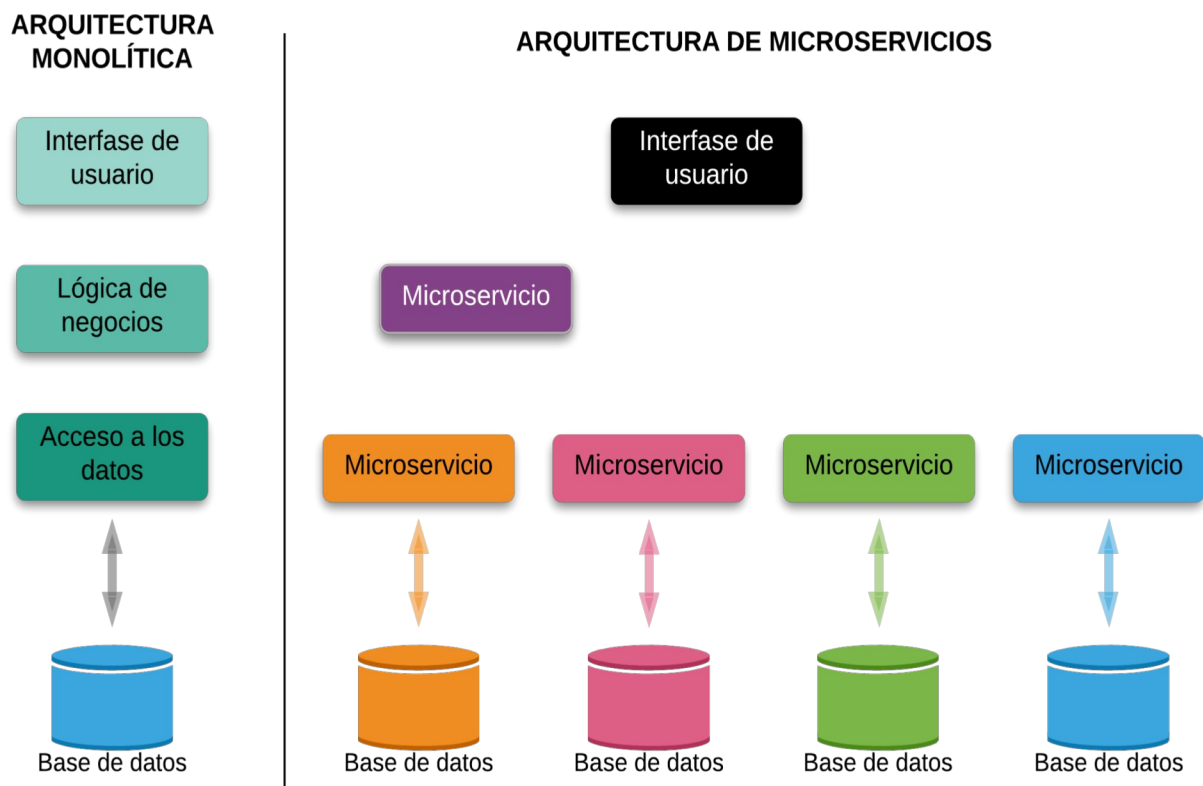 ARQUITECTURA
MONOLÍTICA
Interfase de
usuario
Lógica de
negocios
Acceso a los
datos
Base de datos
ARQUITECTURA DE MICROSERVICIOS
Interfase de
usuario
Microservicio
Microservicio
Microservicio
Microservicio
Microservicio
Base de datos
Base de datos
Base de datos
Base de datos